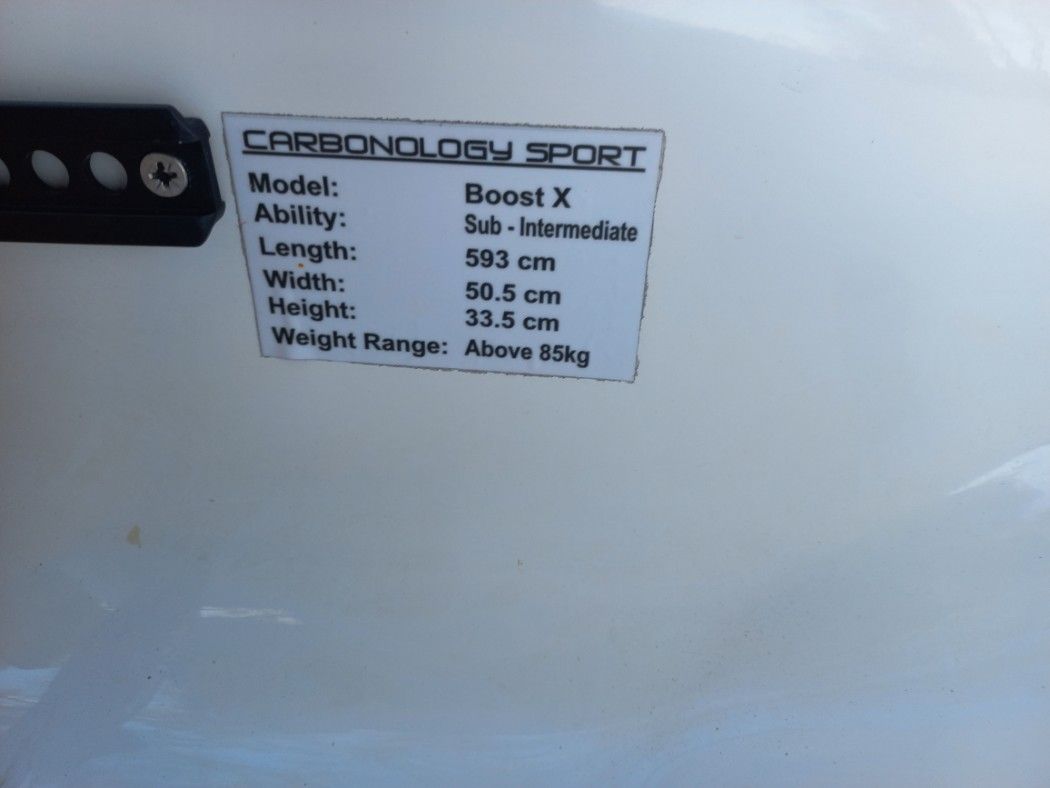 CARBONOLOGY SPORT
Model: Boost X
Ability: Sub - Intermediate
Length: 593 cm
Width: 50.5 cm
Height: 33.5 cm
Weight Range: Above 85kg